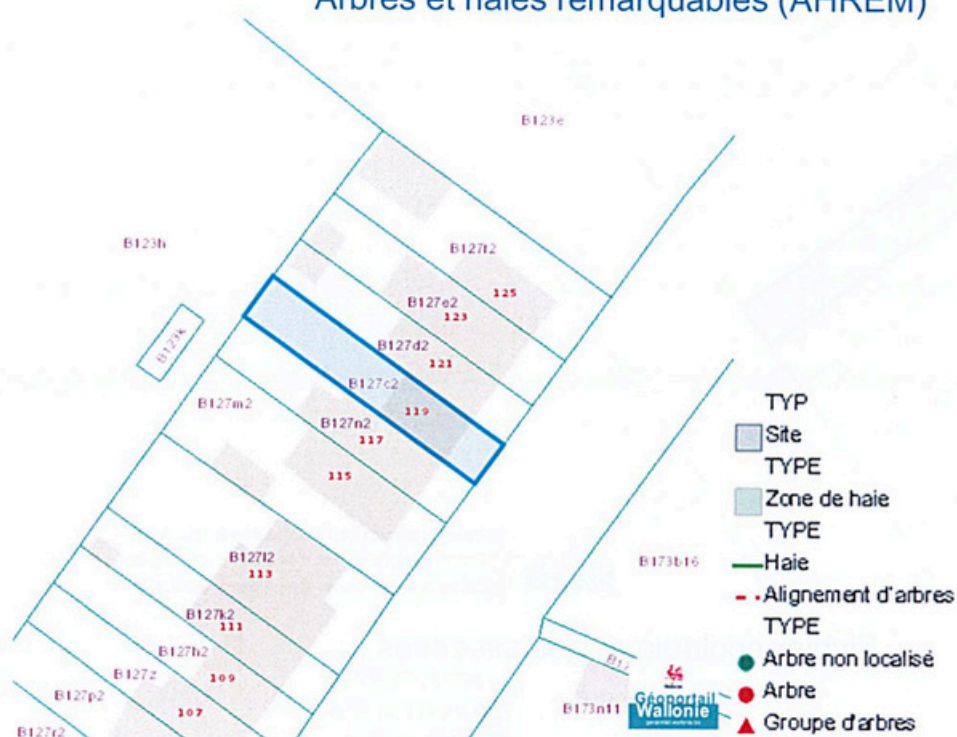 Arbres et haies remarquables (AHREM)
B123e
B123h
B127f2
125
B127e2
123
B127d2
121
B123k
B127c2
119
B127m2
B127n2
117
115
B127l2
113
B127k2
111
B127h2
B127z
109
B127p2
107
B127r2
B173b16
B17
B173n11
TYP
Site
TYPE
Zone de haie
TYPE
Haie
Alignement d'arbres
TYPE
Arbre non localisé
Arbre
Groupe d'arbres
Géoportail
Wallonie